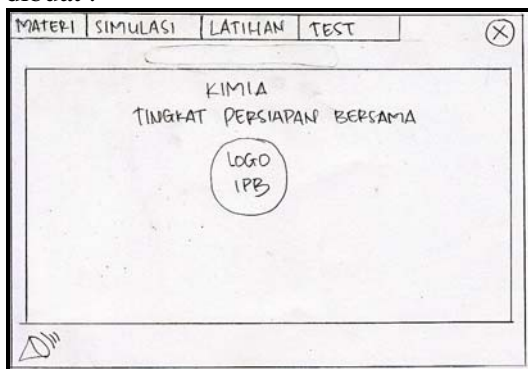 MATERI SIMULASI LATIHAN TEST X
KIMIA
TINGKAT PERSIAPAN BERSAMA
LOGO
IPB